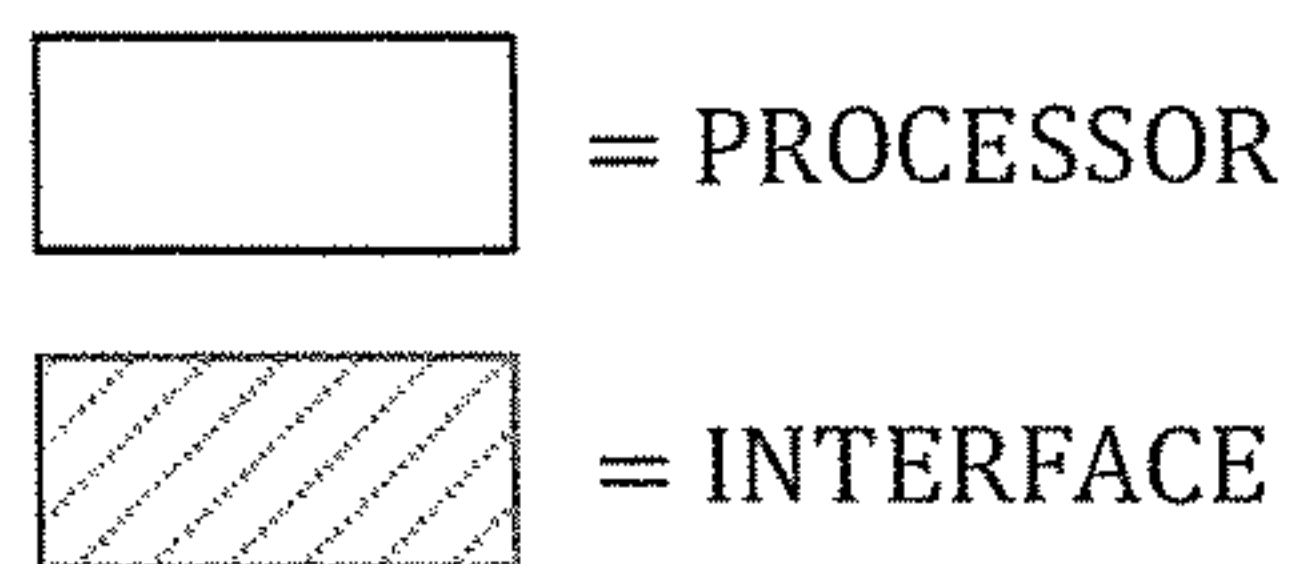 = PROCESSOR
= INTERFACE